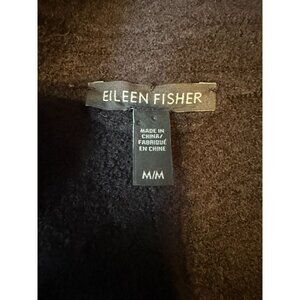 EILEEN FISHER
MADE IN
CHINA/
FABRIQUÉ
EN CHINE
M/M